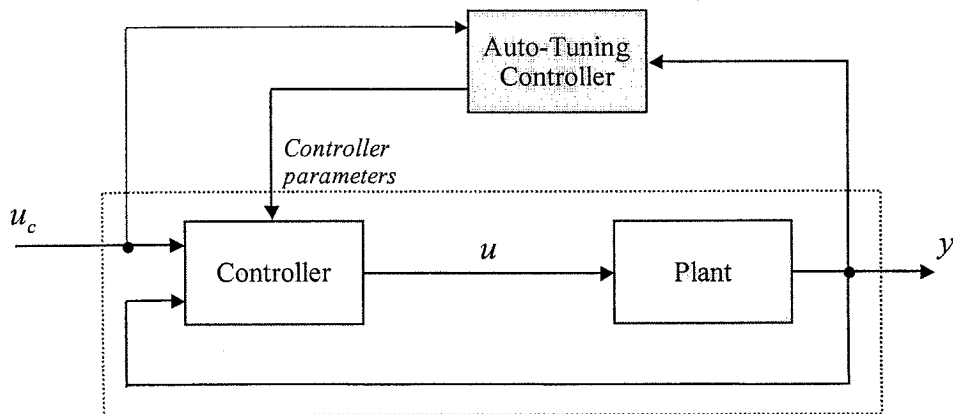 Auto-Tuning
Controller
Controller
parameters
u_c
Controller
u
Plant
y